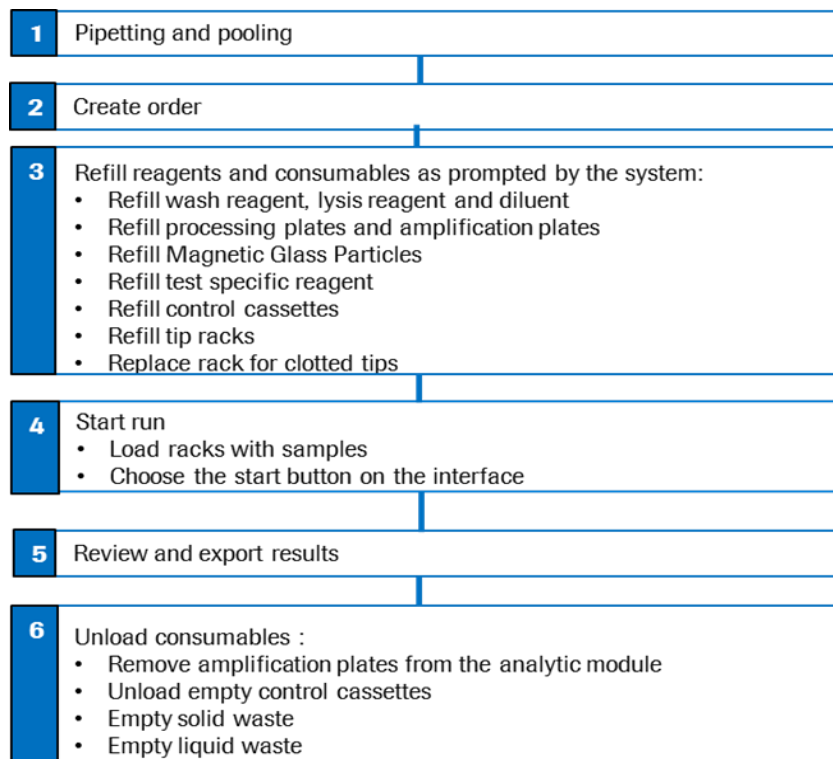 1 Pipetting and pooling
2 Create order
3 Refill reagents and consumables as prompted by the system:
• Refill wash reagent, lysis reagent and diluent
• Refill processing plates and amplification plates
• Refill Magnetic Glass Particles
• Refill test specific reagent
• Refill control cassettes
• Refill tip racks
• Replace rack for clotted tips
4 Start run
• Load racks with samples
• Choose the start button on the interface
5 Review and export results
6 Unload consumables :
• Remove amplification plates from the analytic module
• Unload empty control cassettes
• Empty solid waste
• Empty liquid waste